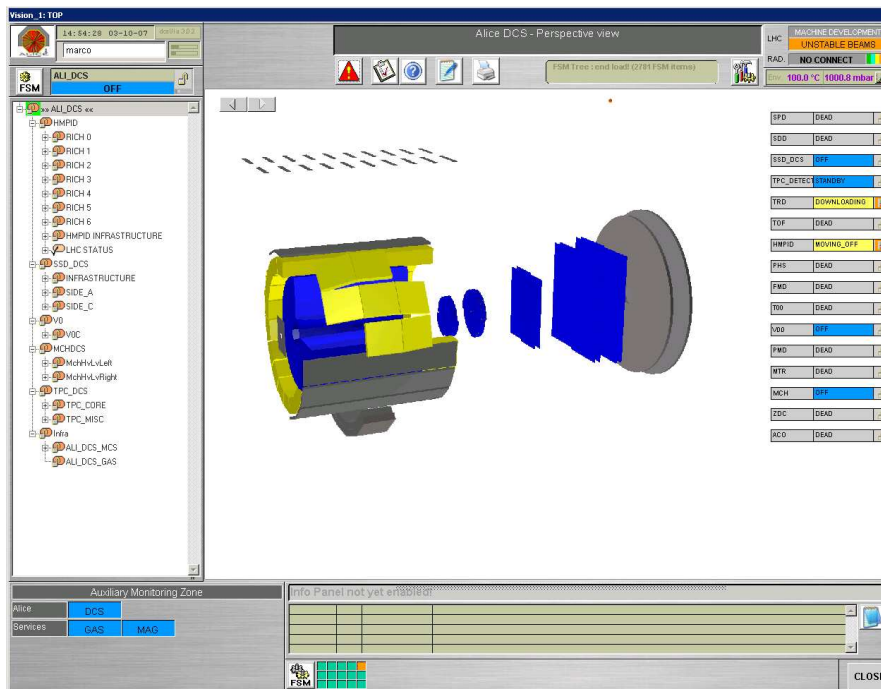 Vision_1: TOP
14:54:28 03-10-07
marco
Alice DCS - Perspective view
LHC
MACHINE DEVELOPMENT
UNSTABLE BEAMS
RAD.
NO CONNECT
Env
100.0 °C
1000.8 mbar
FSM
ALI_DCS
OFF
FSM Tree : end load! (2781 FSM items)
»» ALI_DCS ««
HMPID
RICH 0
RICH 1
RICH 2
RICH 3
RICH 4
RICH 5
RICH 6
HMPID INFRASTRUCTURE
LHC STATUS
SSD_DCS
INFRASTRUCTURE
SIDE_A
SIDE_C
V0
V0C
MCHDCS
MchHvLvLeft
MchHvLvRight
TPC_DCS
TPC_CORE
TPC_MISC
Infra
ALI_DCS_MCS
ALI_DCS_GAS
SPD DEAD
SDD DEAD
SSD_DCS OFF
TPC_DETECT STANDBY
TRD DOWNLOADING
TOF DEAD
HMPID MOVING_OFF
PHS DEAD
FMD DEAD
T00 DEAD
V00 OFF
PMD DEAD
MTR DEAD
MCH OFF
ZDC DEAD
ACO DEAD
Auxiliary Monitoring Zone
Alice DCS
Services GAS MAG
Info Panel not yet enabled!
FSM
CLOSE